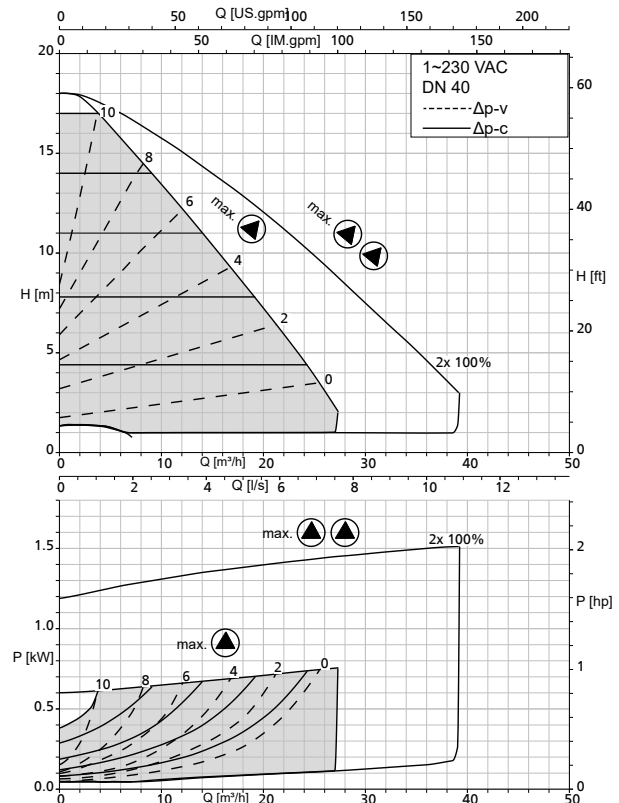 0 50 100 150 200
Q [US.gpm]
0 50 100 150 200
Q [IM.gpm]
1~230 VAC
DN 40
Δp-v
Δp-c
20
15
10
5
0
H [m]
60
40
20
0
H [ft]
10
8
6
4
2
0
max.
max.
2x 100%
0 10 20 30 40 50
Q [m³/h]
0 2 4 6 8 10 12
Q [l/s]
1.5
1.0
0.5
0.0
P [kW]
2
1
0
P [hp]
max.
2x 100%
max.
10
8
6
4
2
0
0 10 20 30 40 50
Q [m³/h]